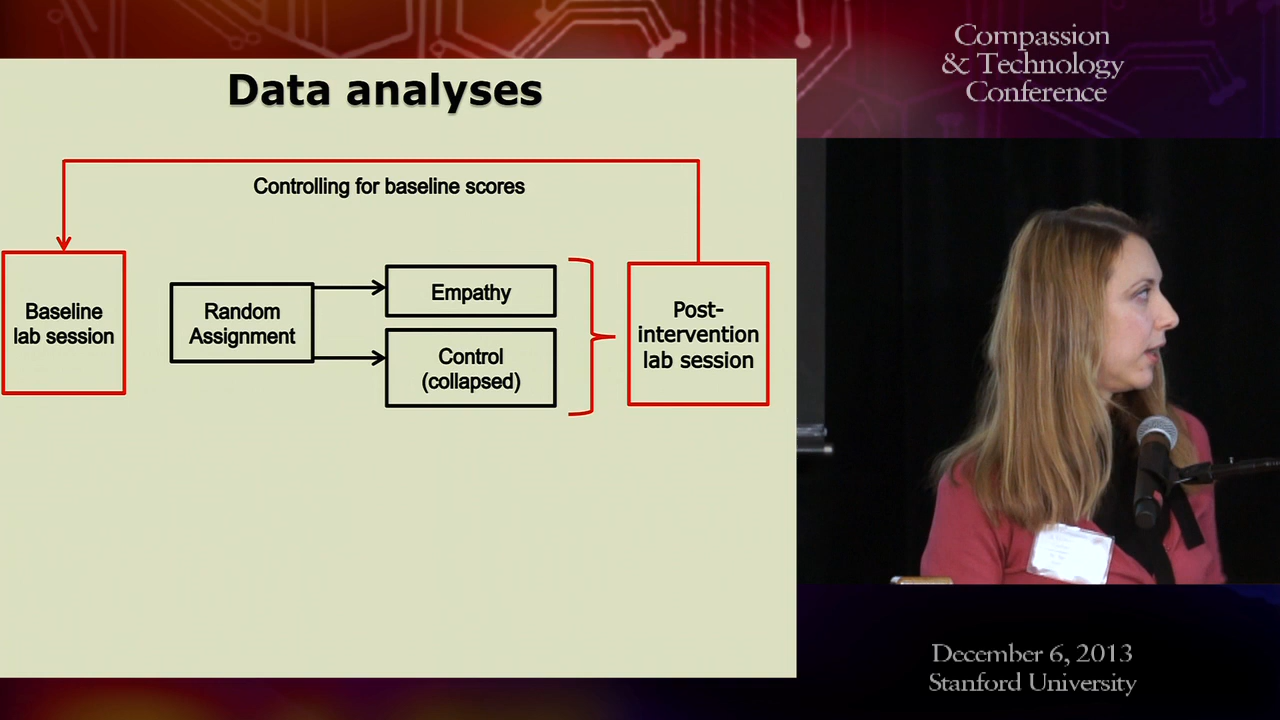 Data analyses
Controlling for baseline scores
Baseline
lab session
Random
Assignment
Empathy
Control
(collapsed)
Post-
intervention
lab session
Compassion
& Technology
Conference
December 6, 2013
Stanford University